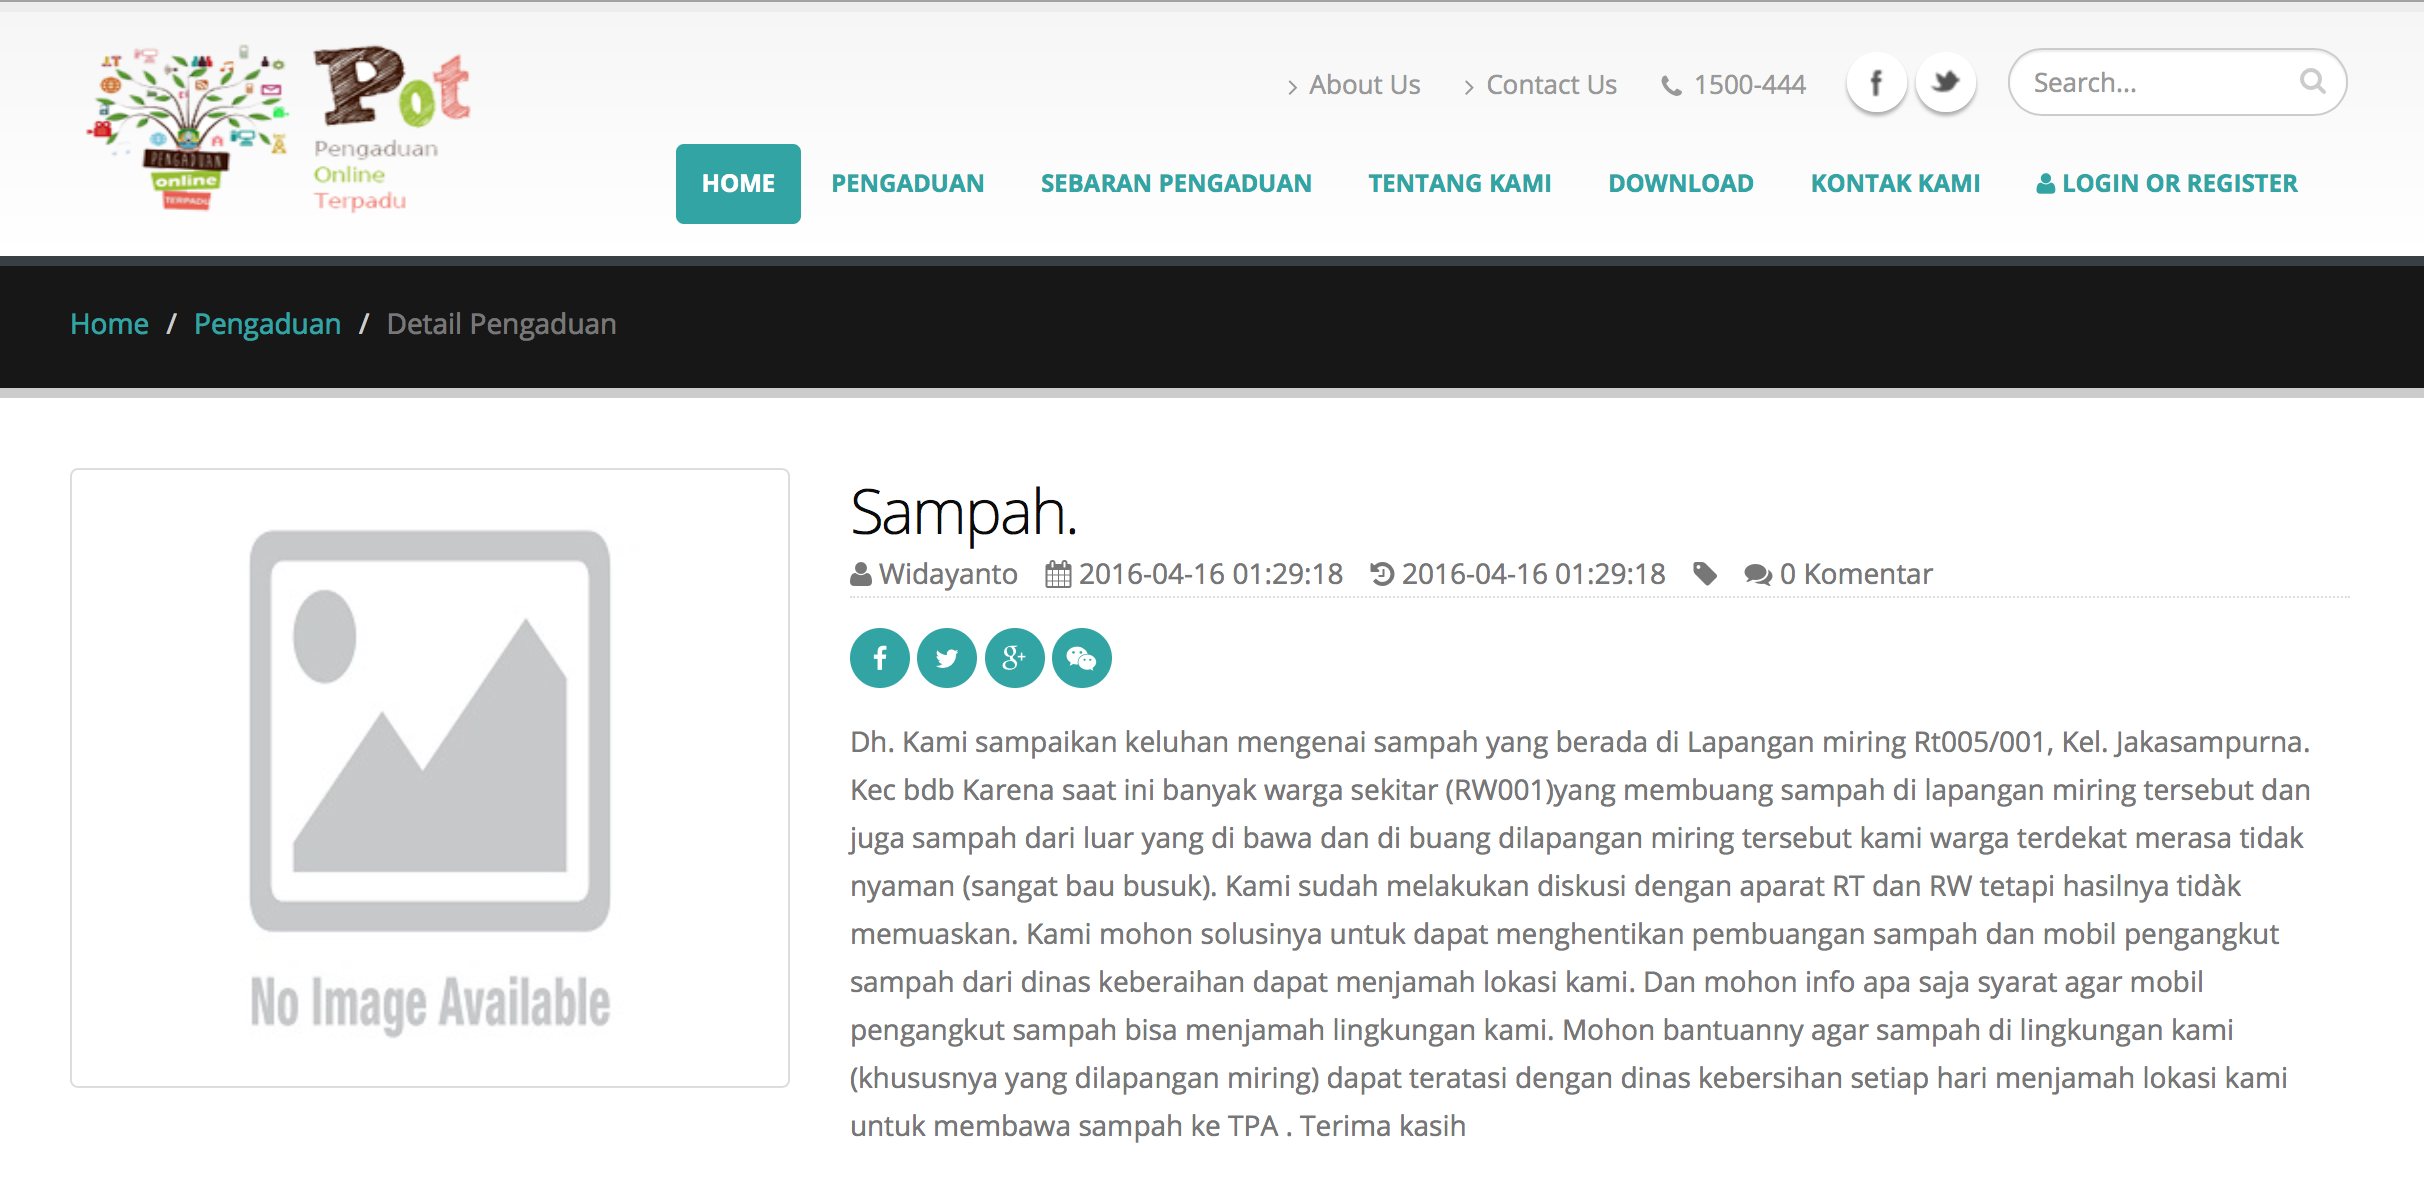 Pot
Pengaduan
Online
Terpadu
PENGADUAN
online
TERPADU
About Us
Contact Us
1500-444
Search...
HOME
PENGADUAN
SEBARAN PENGADUAN
TENTANG KAMI
DOWNLOAD
KONTAK KAMI
LOGIN OR REGISTER
Home / Pengaduan / Detail Pengaduan
No Image Available
Sampah.
Widayanto 2016-04-16 01:29:18 2016-04-16 01:29:18 0 Komentar
Dh. Kami sampaikan keluhan mengenai sampah yang berada di Lapangan miring Rt005/001, Kel. Jakasampurna.
Kec bdb Karena saat ini banyak warga sekitar (RW001)yang membuang sampah di lapangan miring tersebut dan
juga sampah dari luar yang di bawa dan di buang dilapangan miring tersebut kami warga terdekat merasa tidak
nyaman (sangat bau busuk). Kami sudah melakukan diskusi dengan aparat RT dan RW tetapi hasilnya tidàk
memuaskan. Kami mohon solusinya untuk dapat menghentikan pembuangan sampah dan mobil pengangkut
sampah dari dinas keberaihan dapat menjamah lokasi kami. Dan mohon info apa saja syarat agar mobil
pengangkut sampah bisa menjamah lingkungan kami. Mohon bantuanny agar sampah di lingkungan kami
(khususnya yang dilapangan miring) dapat teratasi dengan dinas kebersihan setiap hari menjamah lokasi kami
untuk membawa sampah ke TPA . Terima kasih